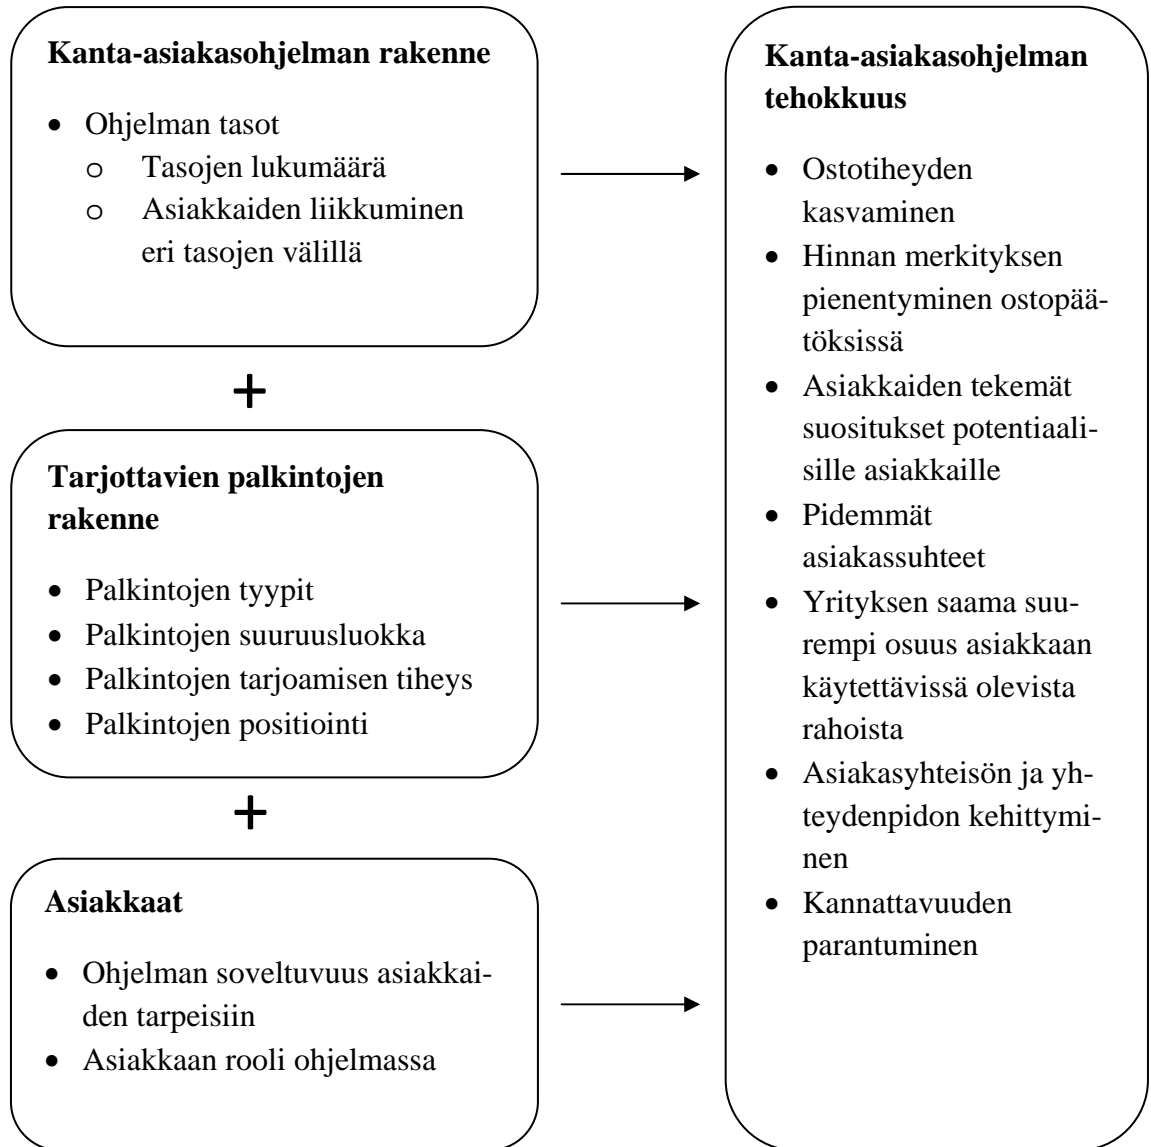 Kanta-asiakasohjelman rakenne
• Ohjelman tasot
o Tasojen lukumäärä
o Asiakkaiden liikkuminen
eri tasojen välillä
+
Tarjottavien palkintojen
rakenne
• Palkintojen tyypit
• Palkintojen suuruusluokka
• Palkintojen tarjoamisen tiheys
• Palkintojen positiointi
+
Asiakkaat
• Ohjelman soveltuvuus asiakkai-
den tarpeisiin
• Asiakkaan rooli ohjelmassa
Kanta-asiakasohjelman
tehokkuus
• Ostotiheyden
kasvaminen
• Hinnan merkityksen
pienentyminen ostopää-
töksissä
• Asiakkaiden tekemät
suositukset potentiaali-
sille asiakkaille
• Pidemmät
asiakassuhteet
• Yrityksen saama suu-
rempi osuus asiakkaan
käytettävissä olevista
rahoista
• Asiakasyhteisön ja yh-
teydenpidon kehittymi-
nen
• Kannattavuuden
parantuminen